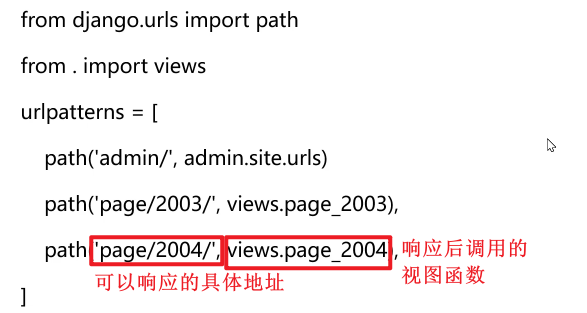 from django.urls import path
from . import views
urlpatterns = [
path('admin/', admin.site.urls)
path('page/2003/', views.page_2003),
path('page/2004/', views.page_2004), 响应后调用的
视图函数
可以响应的具体地址
]